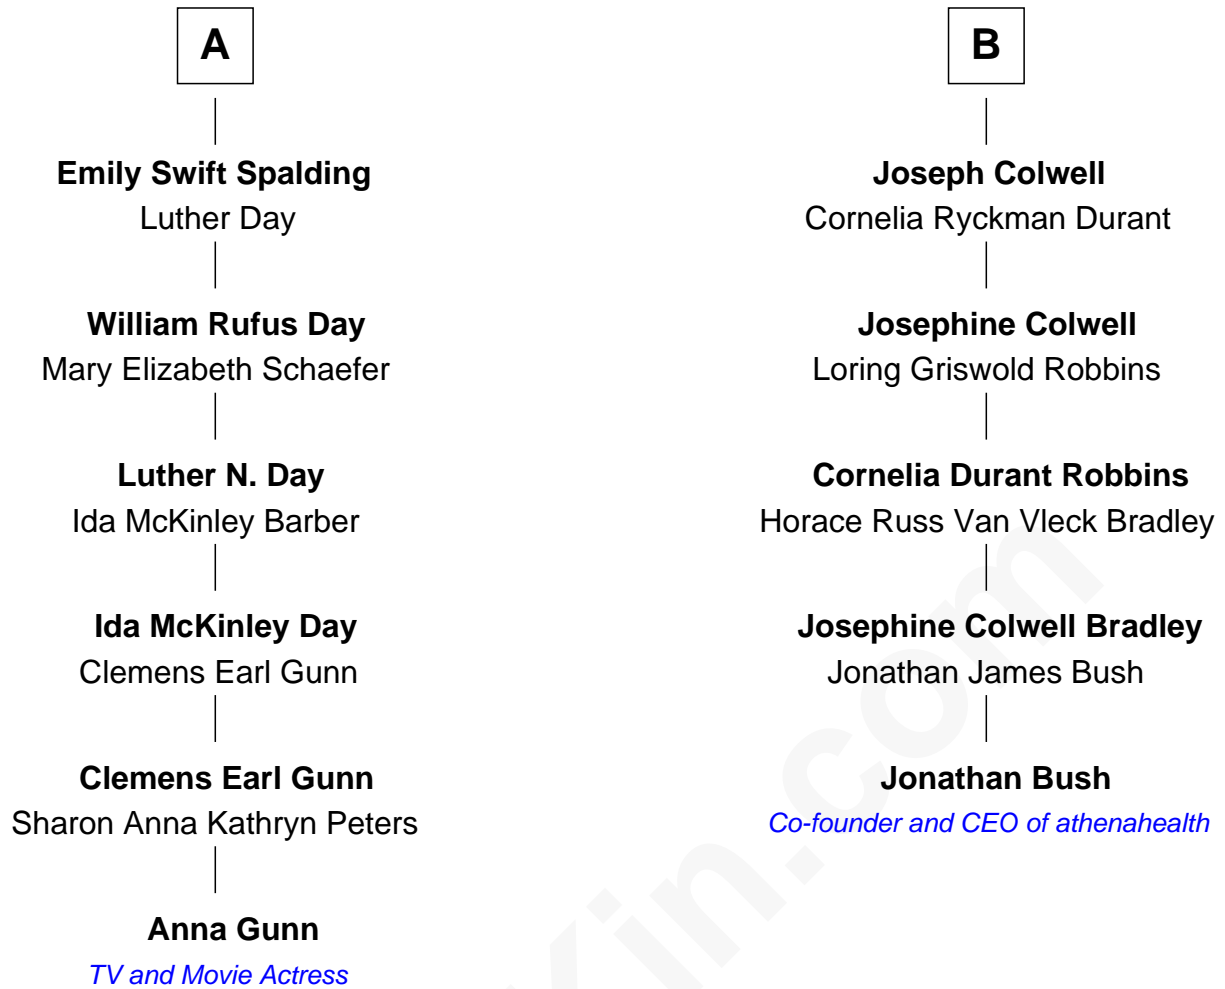 A
Emily Swift Spalding
Luther Day
William Rufus Day
Mary Elizabeth Schaefer
Luther N. Day
Ida McKinley Barber
Ida McKinley Day
Clemens Earl Gunn
Clemens Earl Gunn
Sharon Anna Kathryn Peters
Anna Gunn
TV and Movie Actress
B
Joseph Colwell
Cornelia Ryckman Durant
Josephine Colwell
Loring Griswold Robbins
Cornelia Durant Robbins
Horace Russ Van Vleck Bradley
Josephine Colwell Bradley
Jonathan James Bush
Jonathan Bush
Co-founder and CEO of athenahealth